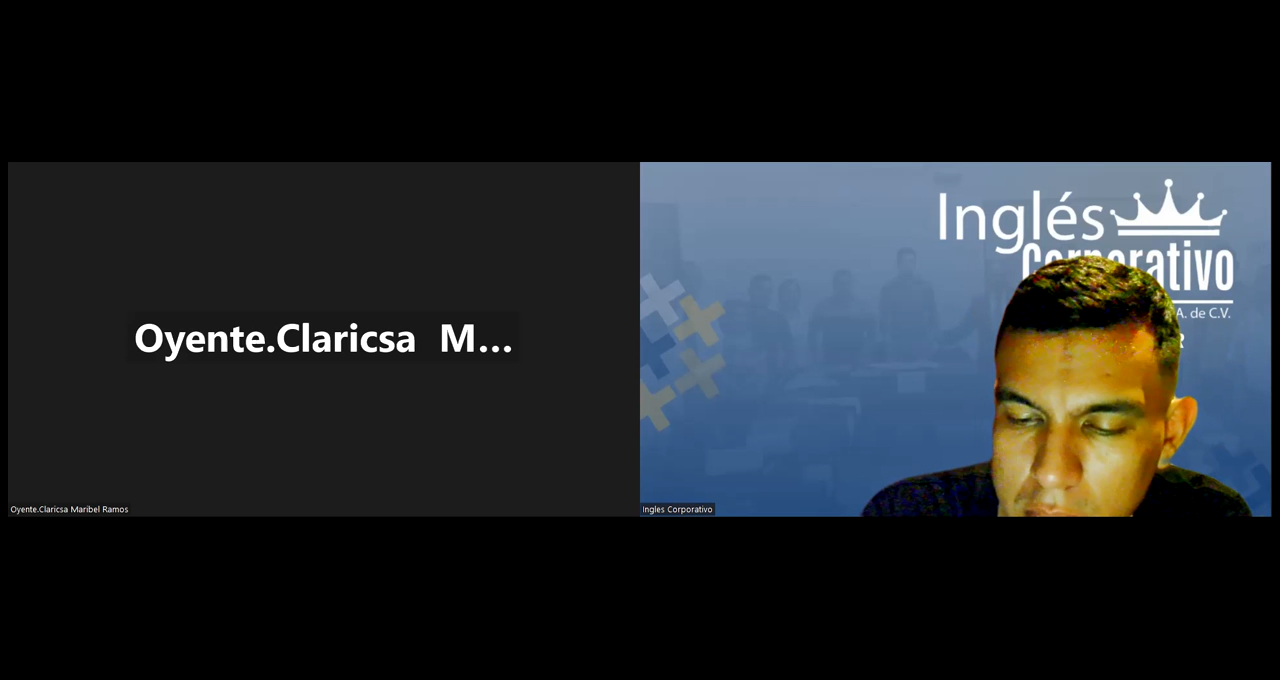 Oyente.Claricsa M...
Oyente.Claricsa Maribel Ramos
Inglés
Corporativo
A. de C.V.
R
Ingles Corporativo